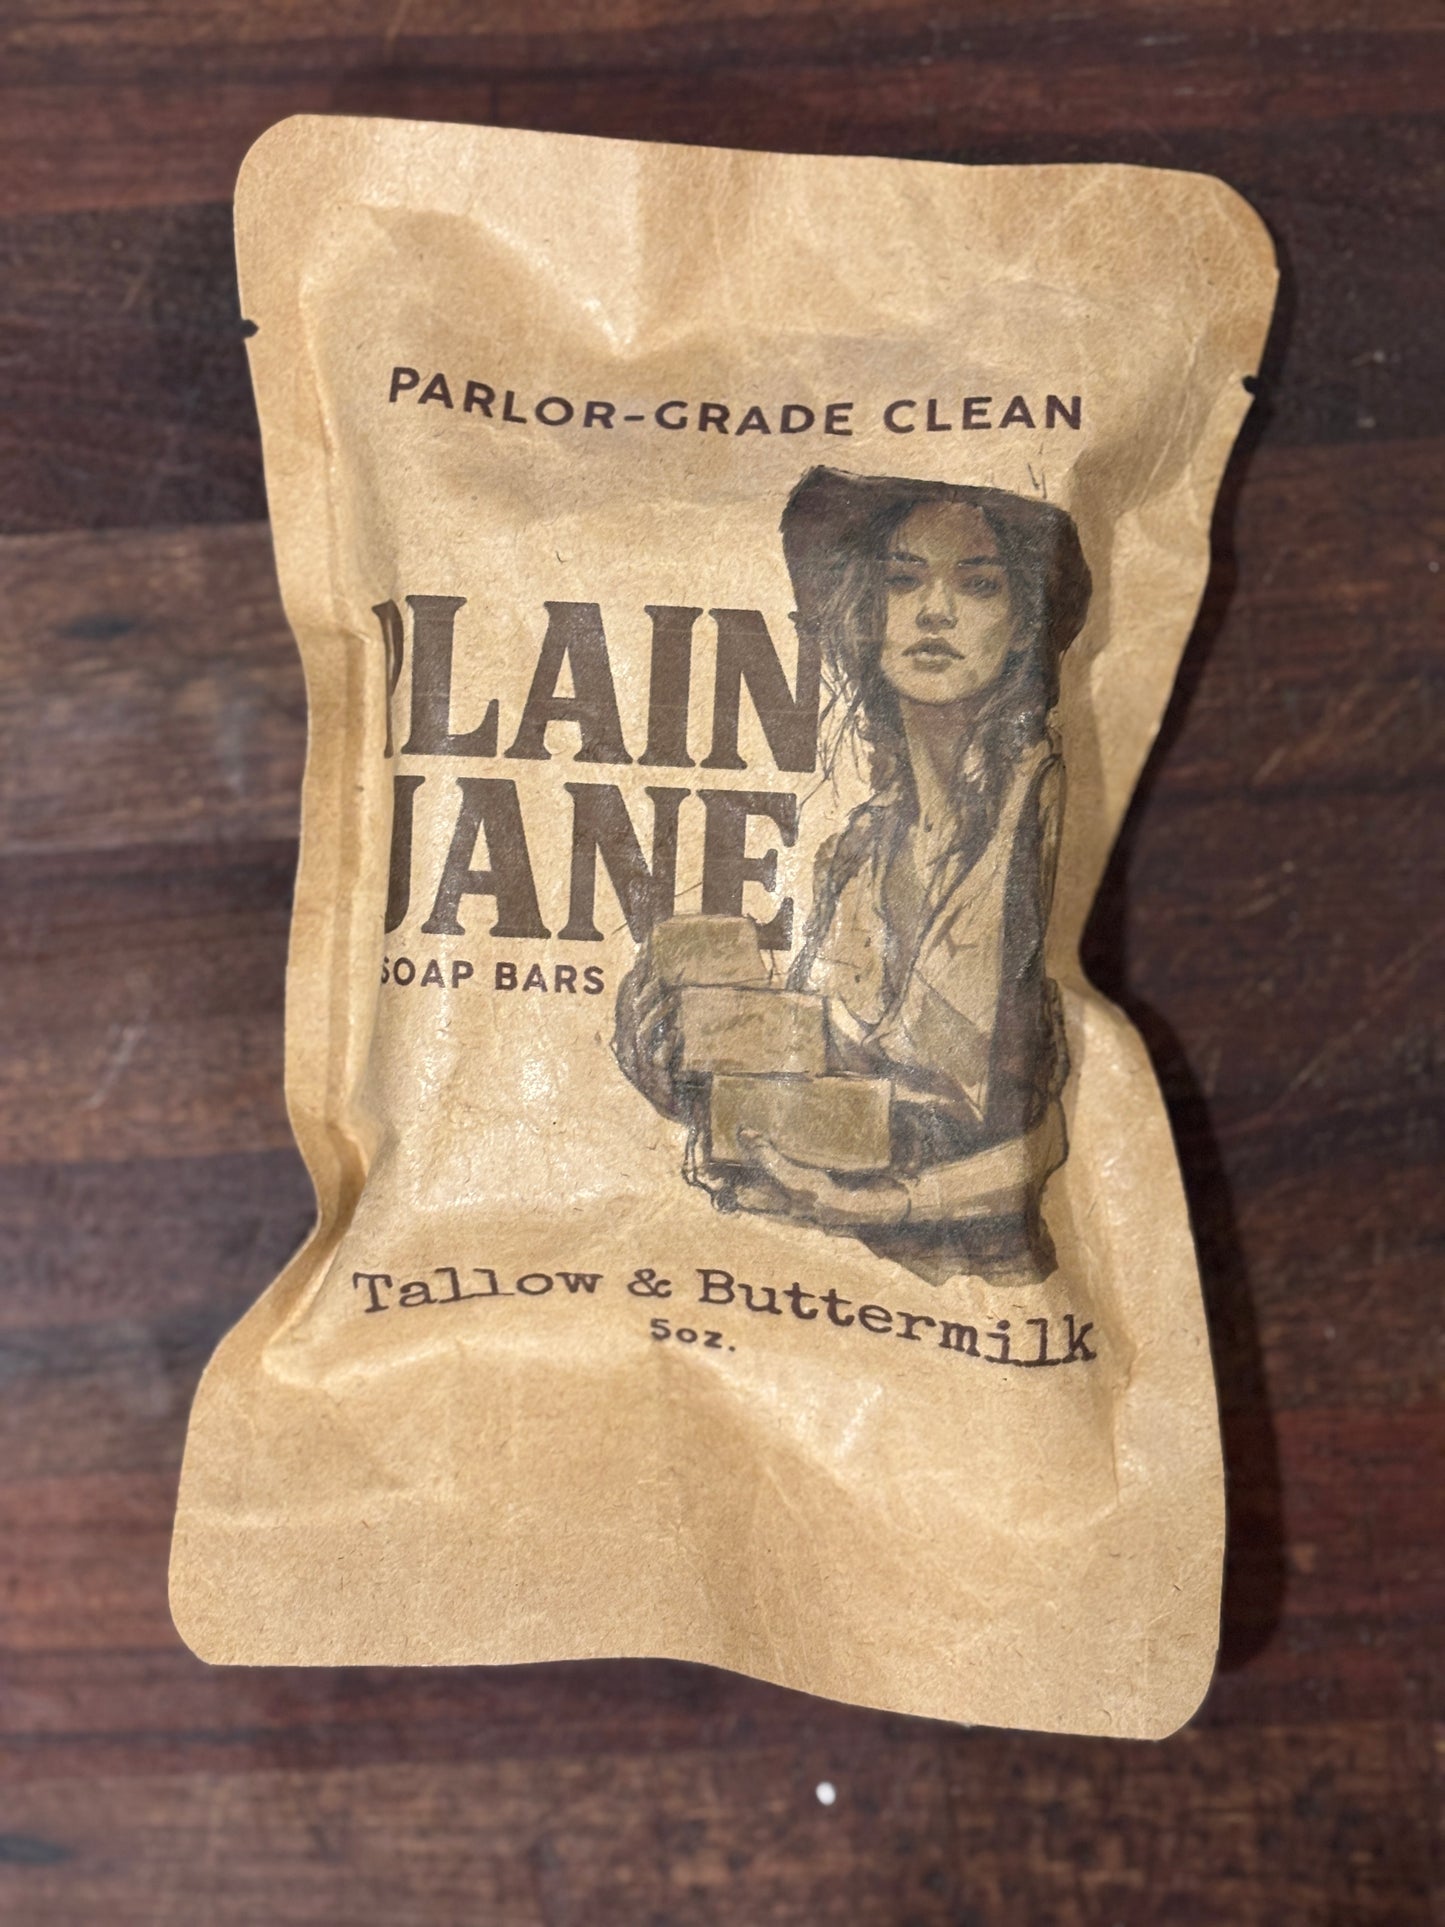 PARLOR-GRADE CLEAN
PLAIN
JANE
SOAP BARS
Tallow & Buttermilk
5oz.